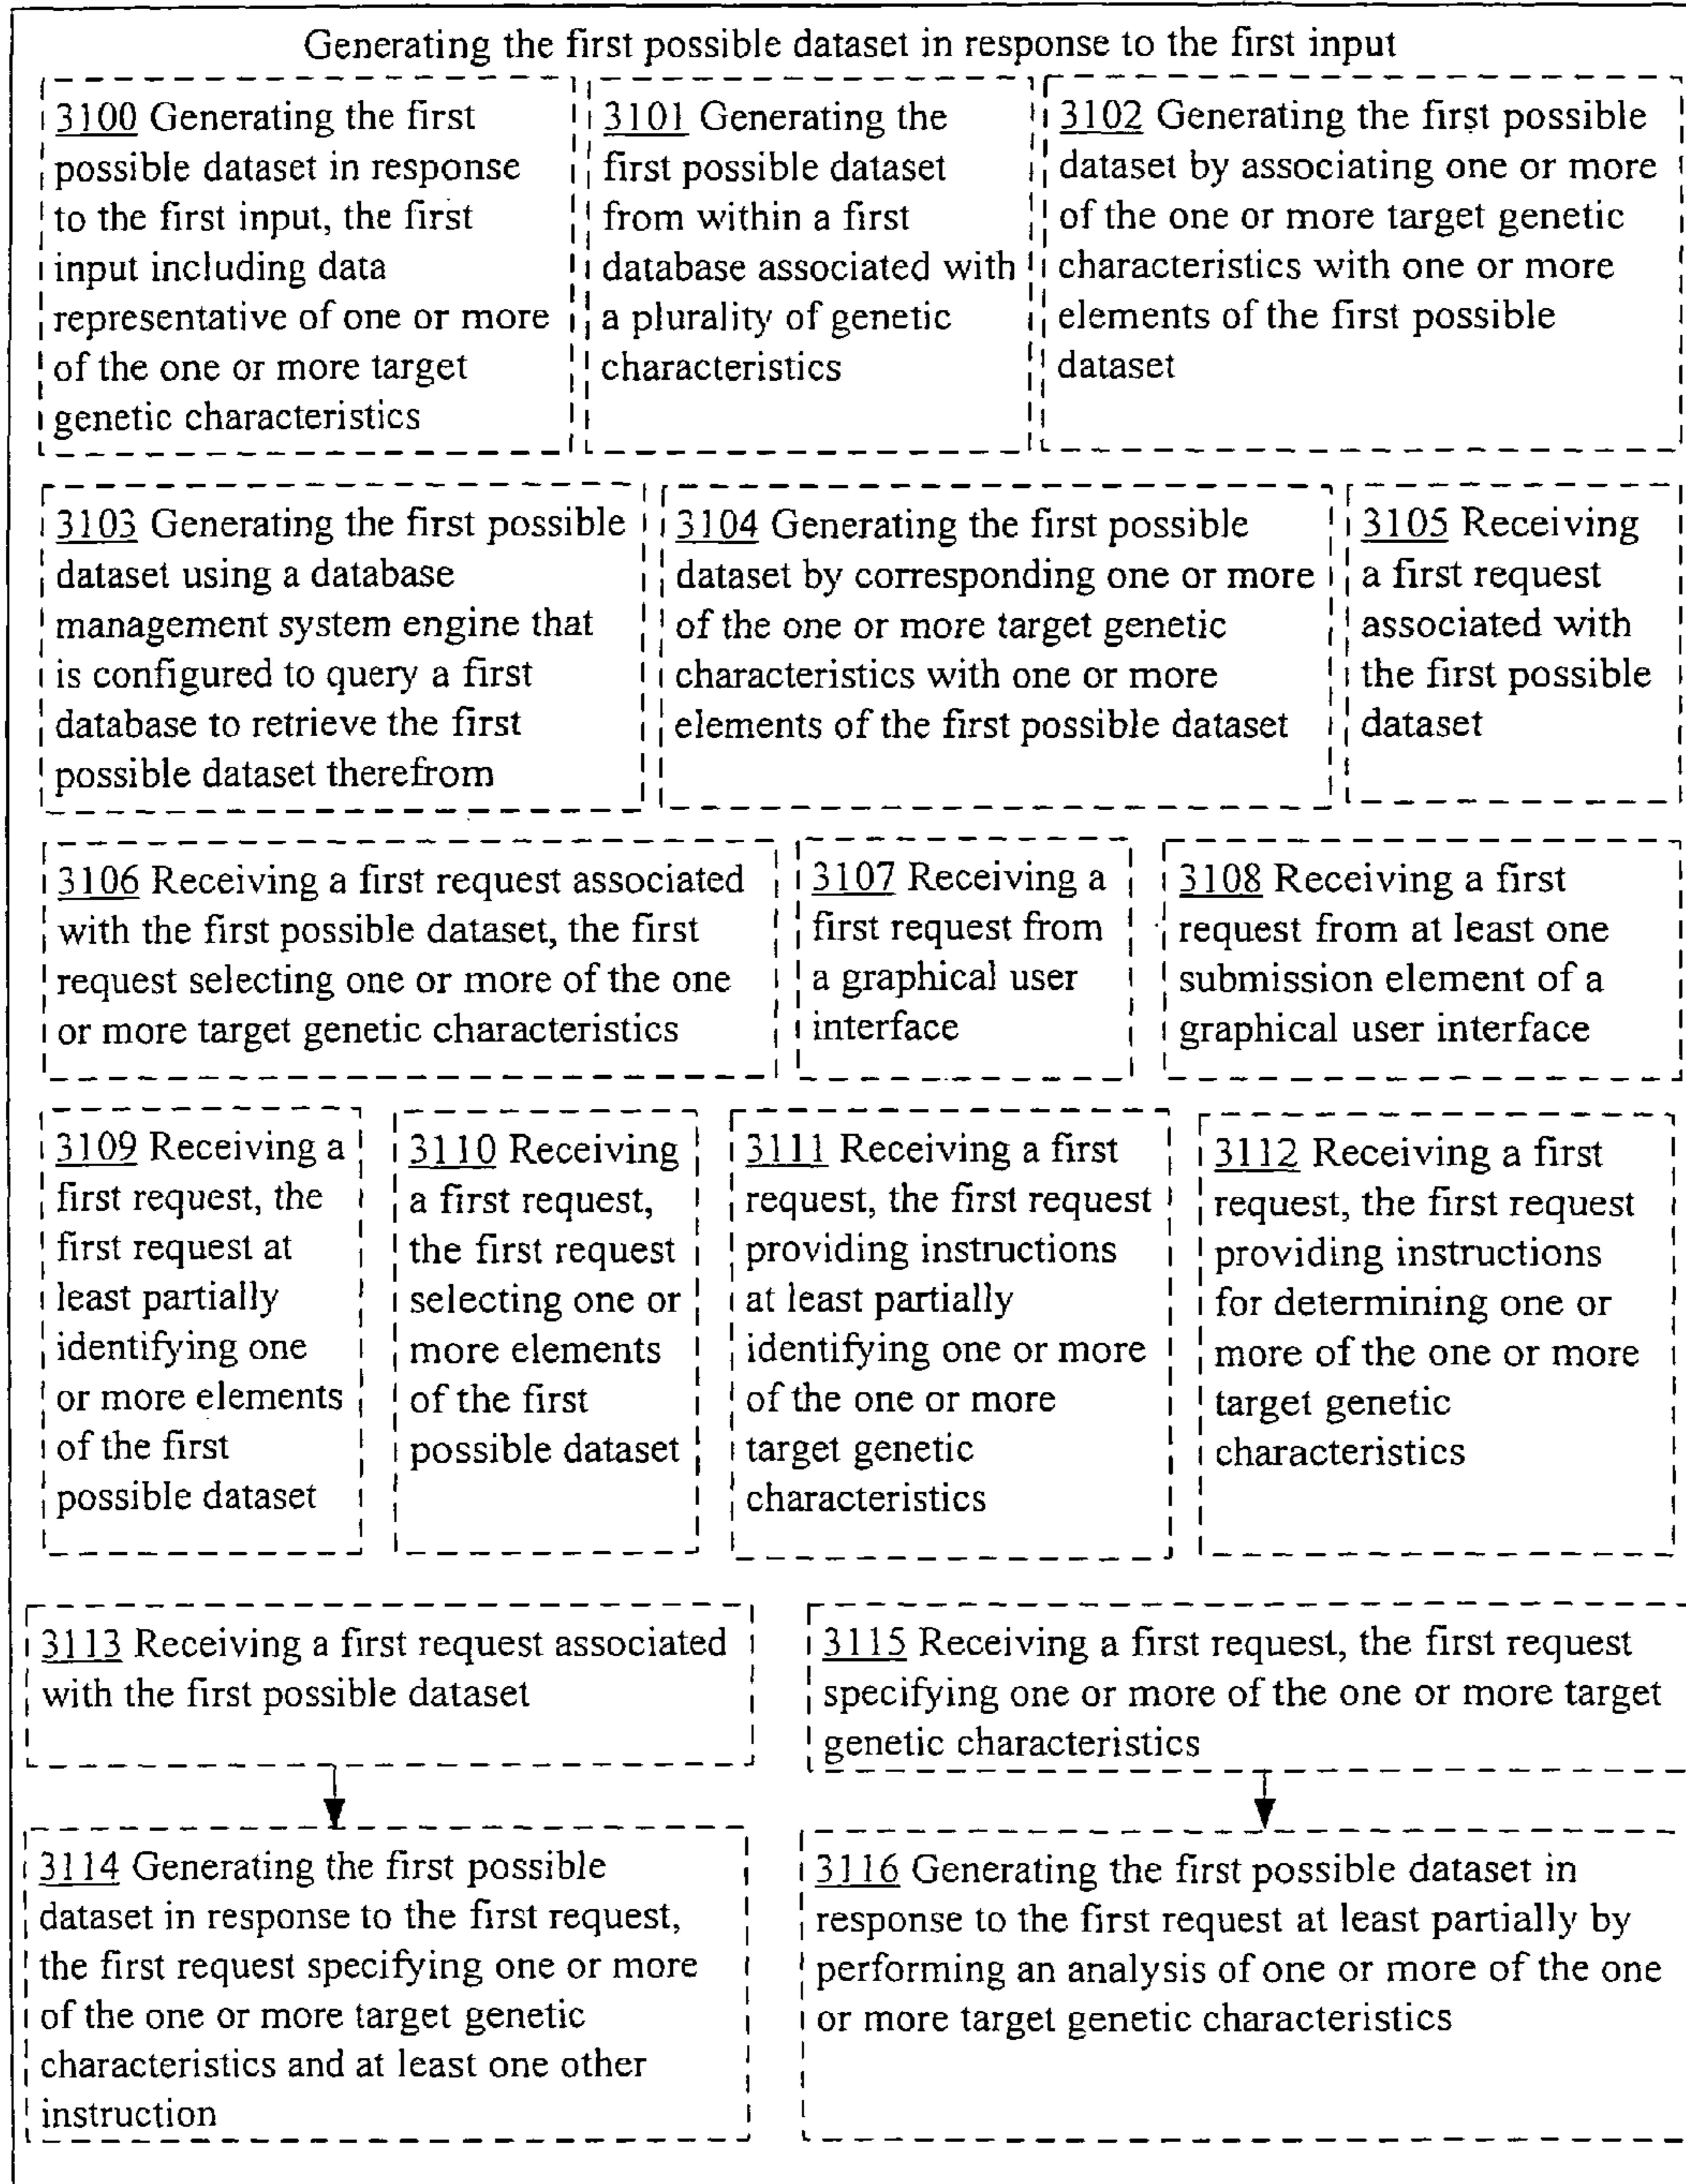 Generating the first possible dataset in response to the first input
3100 Generating the first
possible dataset in response
to the first input, the first
input including data
representative of one or more
of the one or more target
genetic characteristics
3101 Generating the
first possible dataset
from within a first
database associated with
a plurality of genetic
characteristics
3102 Generating the first possible
dataset by associating one or more
of the one or more target genetic
characteristics with one or more
elements of the first possible
dataset
3103 Generating the first possible
dataset using a database
management system engine that
is configured to query a first
database to retrieve the first
possible dataset therefrom
3104 Generating the first possible
dataset by corresponding one or more
of the one or more target genetic
characteristics with one or more
elements of the first possible dataset
3105 Receiving
a first request
associated with
the first possible
dataset
3106 Receiving a first request associated
with the first possible dataset, the first
request selecting one or more of the one
or more target genetic characteristics
3107 Receiving a
first request from
a graphical user
interface
3108 Receiving a first
request from at least one
submission element of a
graphical user interface
3109 Receiving a
first request, the
first request at
least partially
identifying one
or more elements
of the first
possible dataset
3110 Receiving
a first request,
the first request
selecting one or
more elements
of the first
possible dataset
3111 Receiving a first
request, the first request
providing instructions
at least partially
identifying one or more
of the one or more
target genetic
characteristics
3112 Receiving a first
request, the first request
providing instructions
for determining one or
more of the one or more
target genetic
characteristics
3113 Receiving a first request associated
with the first possible dataset
3115 Receiving a first request, the first request
specifying one or more of the one or more target
genetic characteristics
3114 Generating the first possible
dataset in response to the first request,
the first request specifying one or more
of the one or more target genetic
characteristics and at least one other
instruction
3116 Generating the first possible dataset in
response to the first request at least partially by
performing an analysis of one or more of the one
or more target genetic characteristics